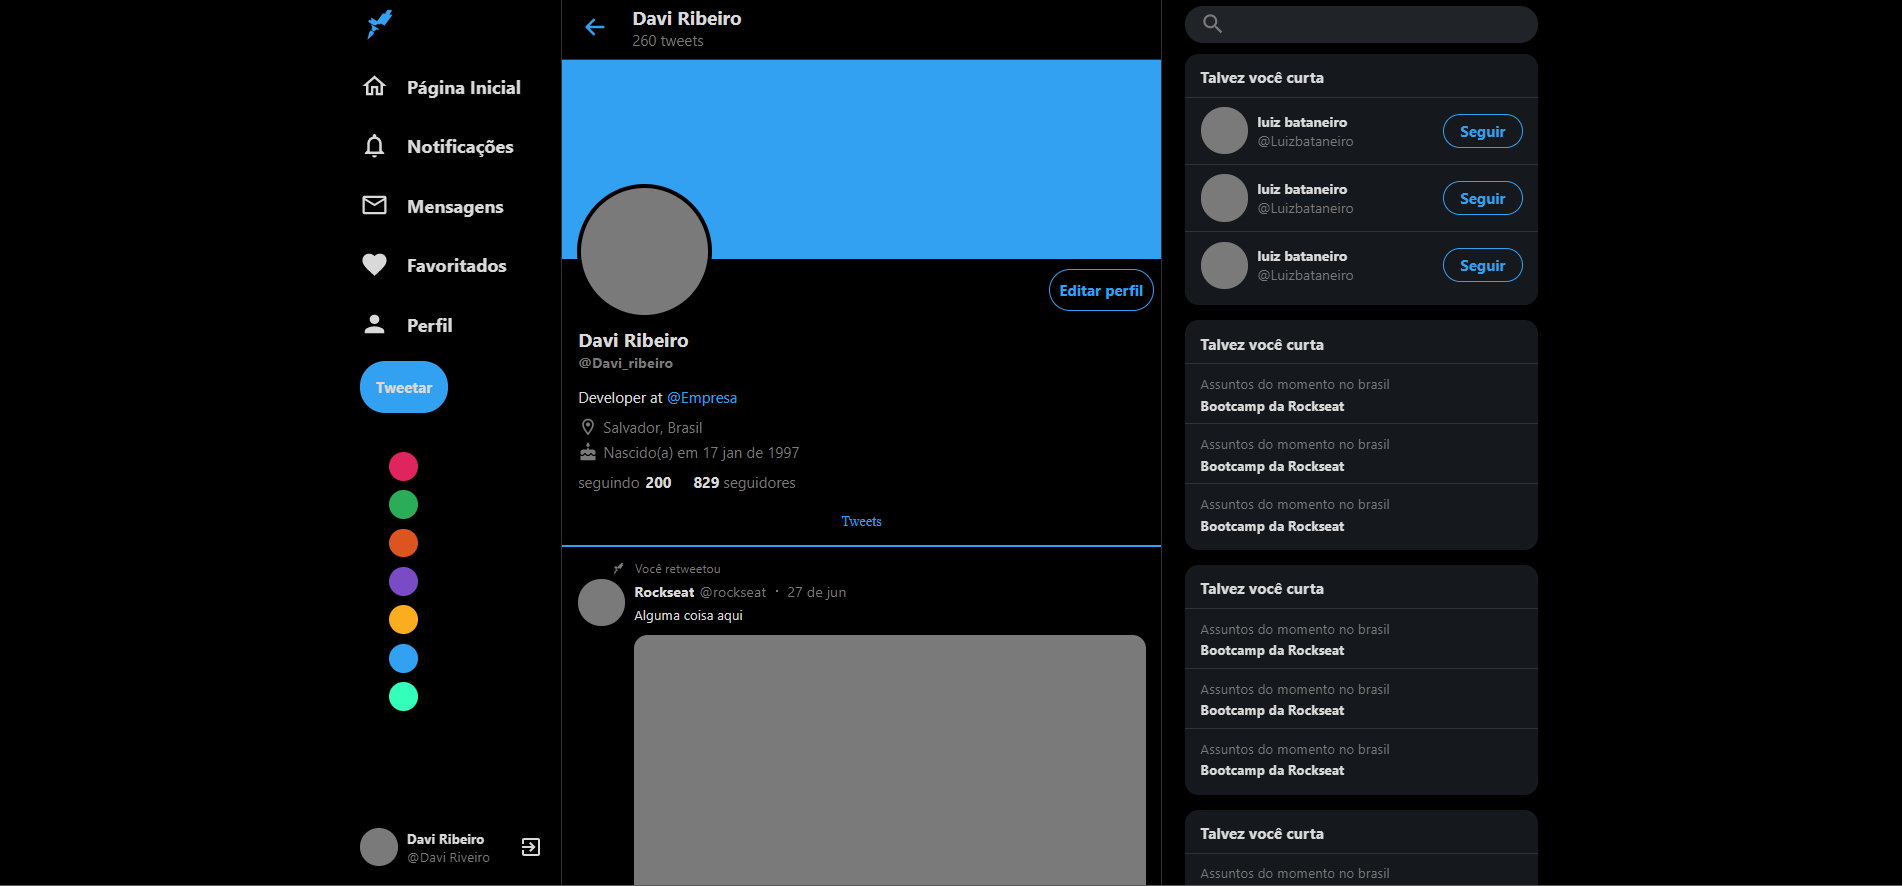 Página Inicial
Notificações
Mensagens
Favoritados
Perfil
Tweetar
Davi Ribeiro
@Davi Riveiro
Davi Ribeiro
260 tweets
Editar perfil
Davi Ribeiro
@Davi_ribeiro
Developer at @Empresa
Salvador, Brasil
Nascido(a) em 17 jan de 1997
seguindo 200 829 seguidores
Tweets
Você retweetou
Rockseat @rockseat · 27 de jun
Alguma coisa aqui
Talvez você curta
luiz bataneiro
@Luizbataneiro
Seguir
luiz bataneiro
@Luizbataneiro
Seguir
luiz bataneiro
@Luizbataneiro
Seguir
Talvez você curta
Assuntos do momento no brasil
Bootcamp da Rockseat
Assuntos do momento no brasil
Bootcamp da Rockseat
Assuntos do momento no brasil
Bootcamp da Rockseat
Talvez você curta
Assuntos do momento no brasil
Bootcamp da Rockseat
Assuntos do momento no brasil
Bootcamp da Rockseat
Assuntos do momento no brasil
Bootcamp da Rockseat
Talvez você curta
Assuntos do momento no brasil